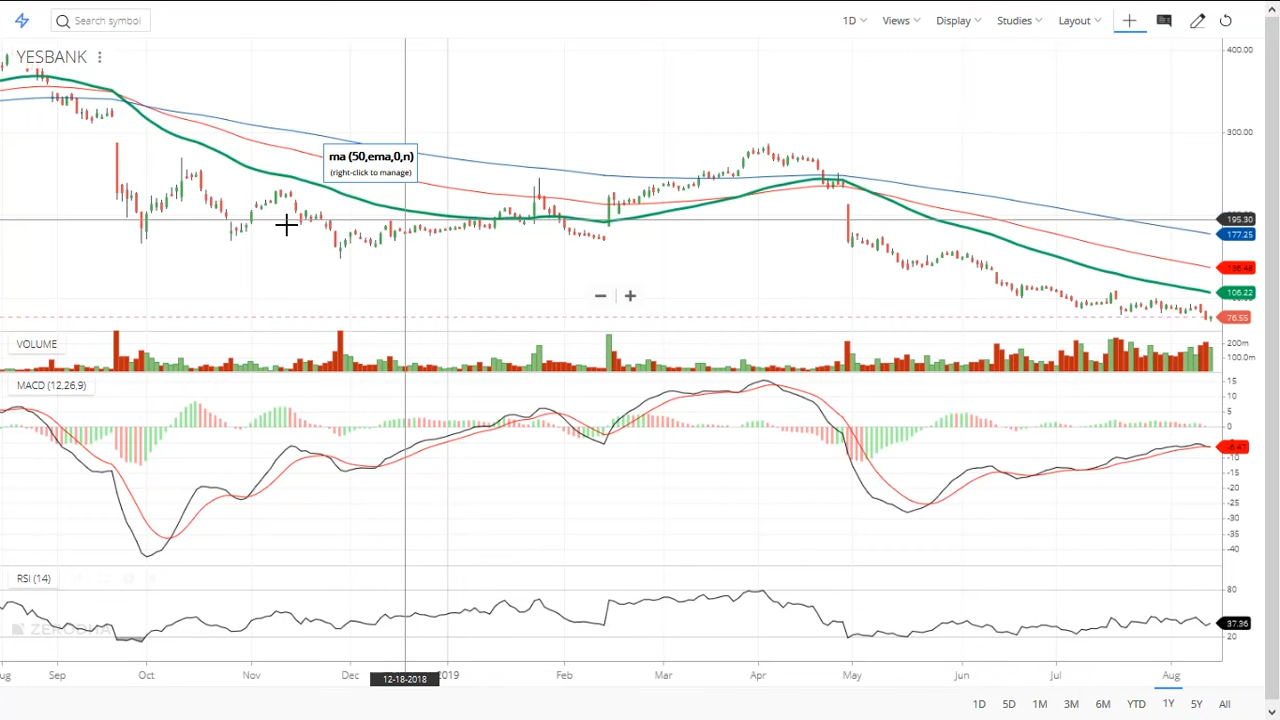 Search symbol
1D Views Display Studies Layout
YESBANK
400.00
300.00
ma (50,ema,0,n)
(right-click to manage)
195.30
177.25
106.22
76.55
VOLUME
200m
100.0m
MACD (12,26,9)
15
10
5
0
-10
-15
-20
-25
-30
-35
-40
RSI (14)
80
ZERODHA
37.36
20
Sep Oct Nov Dec 2019 Feb Mar Apr May Jun Jul Aug
12-18-2018
1D 5D 1M 3M 6M YTD 1Y 5Y All